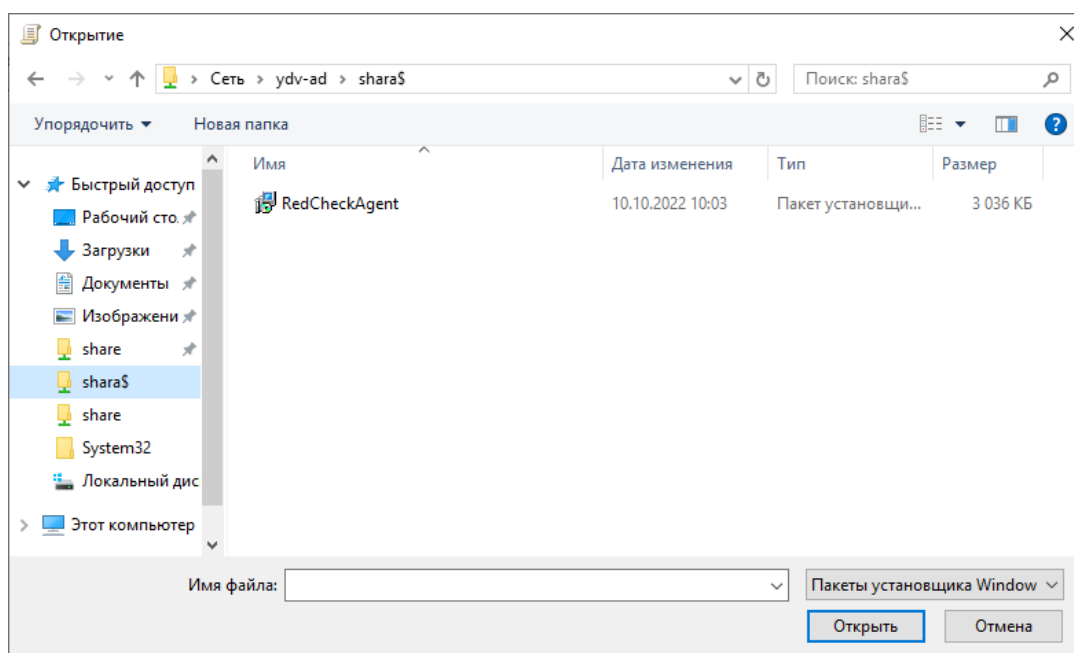 Открытие
Сеть > ydv-ad > shara$
Поиск: shara$
Упорядочить
Новая папка
Имя
Дата изменения
Тип
Размер
Быстрый доступ
Рабочий сто.
Загрузки
Документы
Изображени
share
shara$
share
System32
Локальный дис
Этот компьютер
RedCheckAgent
10.10.2022 10:03
Пакет установщи...
3 036 КБ
Имя файла:
Пакеты установщика Window
Открыть
Отмена